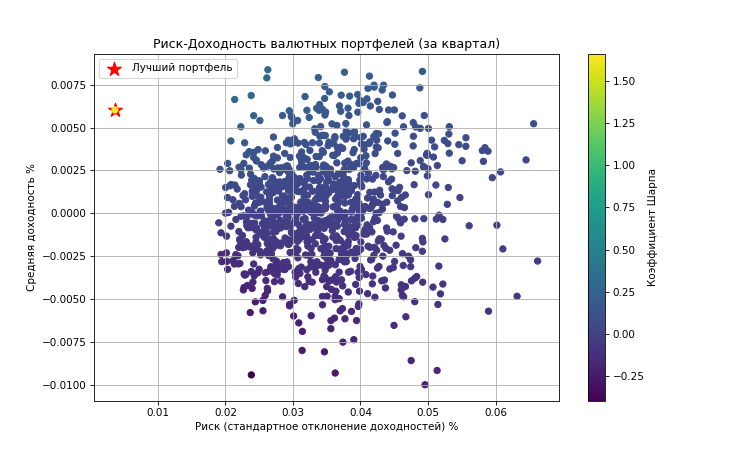 Риск-Доходность валютных портфелей (за квартал)
Лучший портфель
0.0075
0.0050
0.0025
0.0000
−0.0025
−0.0050
−0.0075
−0.0100
Средняя доходность %
0.01 0.02 0.03 0.04 0.05 0.06
Риск (стандартное отклонение доходностей) %
1.50
1.25
1.00
0.75
0.50
0.25
0.00
−0.25
Коэффициент Шарпа